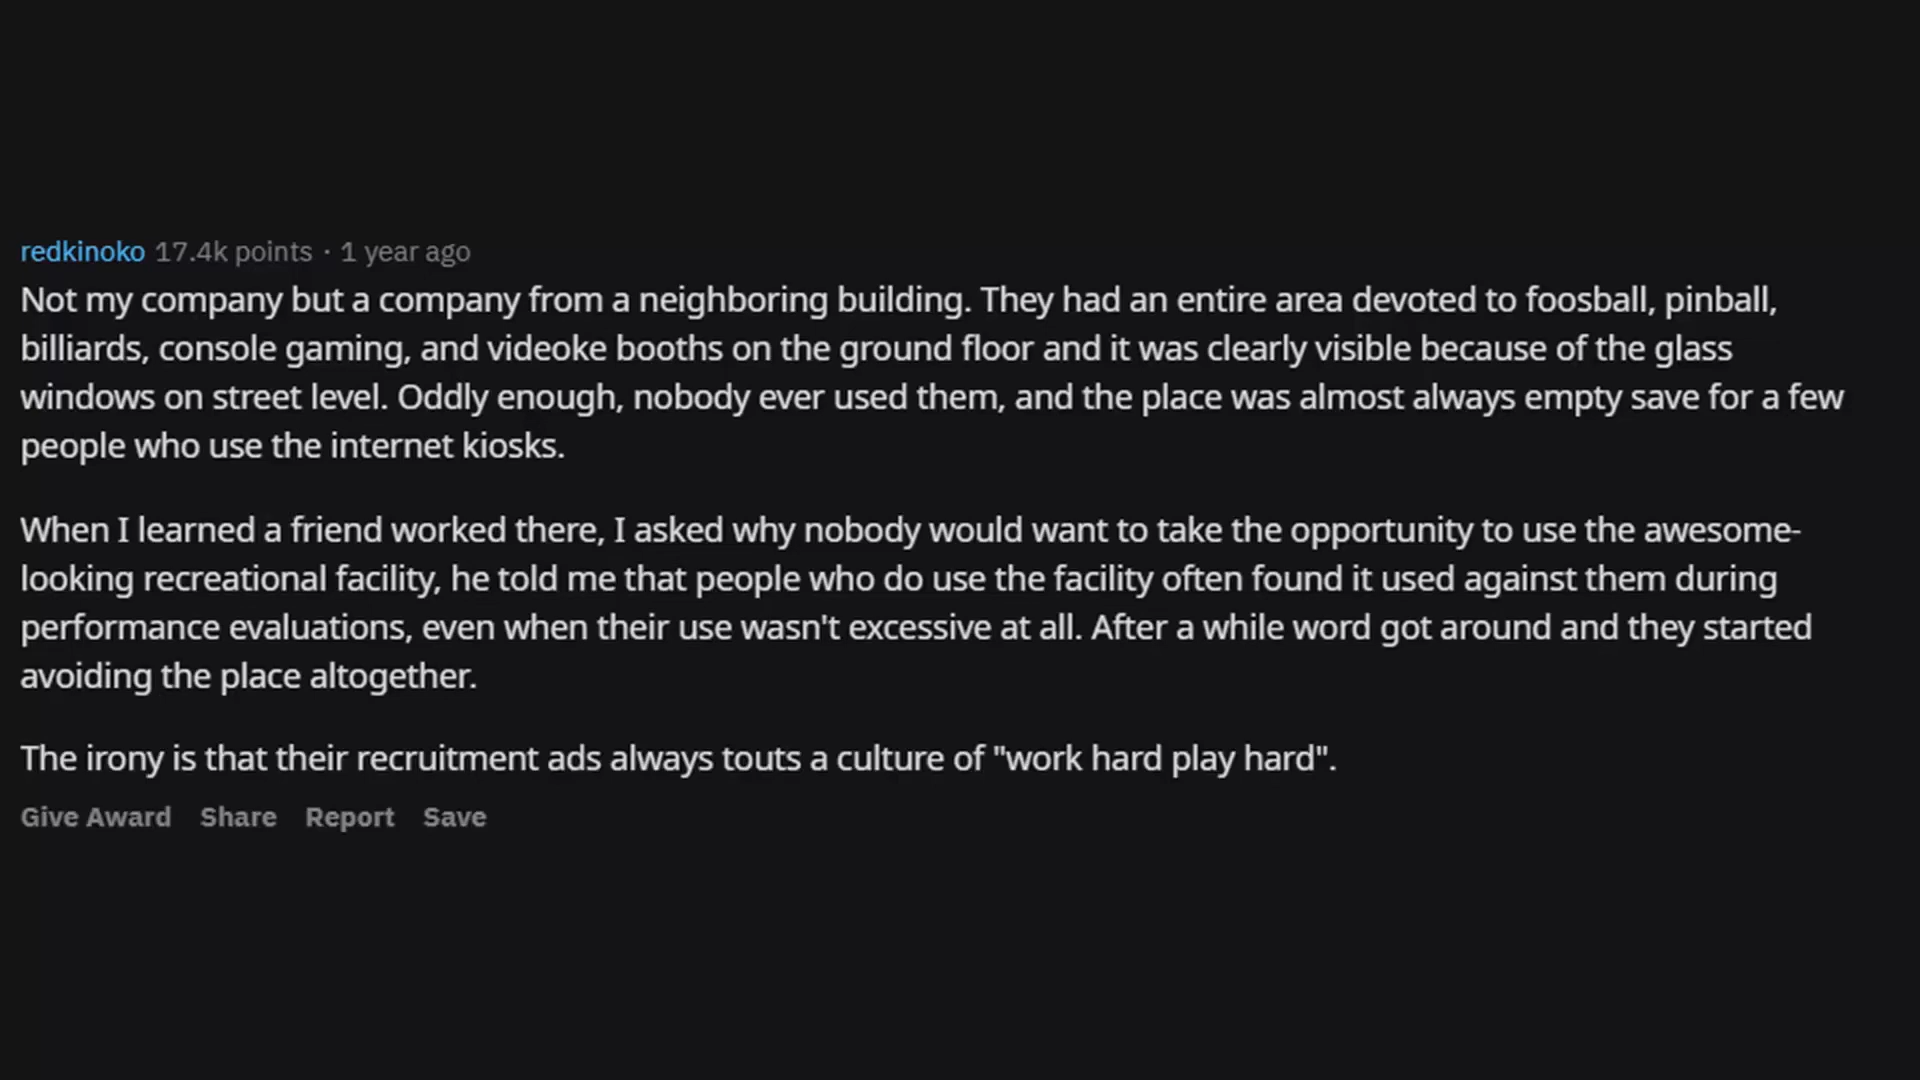 redkinoko 17.4k points · 1 year ago
Not my company but a company from a neighboring building. They had an entire area devoted to foosball, pinball,
billiards, console gaming, and videoke booths on the ground floor and it was clearly visible because of the glass
windows on street level. Oddly enough, nobody ever used them, and the place was almost always empty save for a few
people who use the internet kiosks.
When I learned a friend worked there, I asked why nobody would want to take the opportunity to use the awesome-
looking recreational facility, he told me that people who do use the facility often found it used against them during
performance evaluations, even when their use wasn't excessive at all. After a while word got around and they started
avoiding the place altogether.
The irony is that their recruitment ads always touts a culture of "work hard play hard".
Give Award Share Report Save